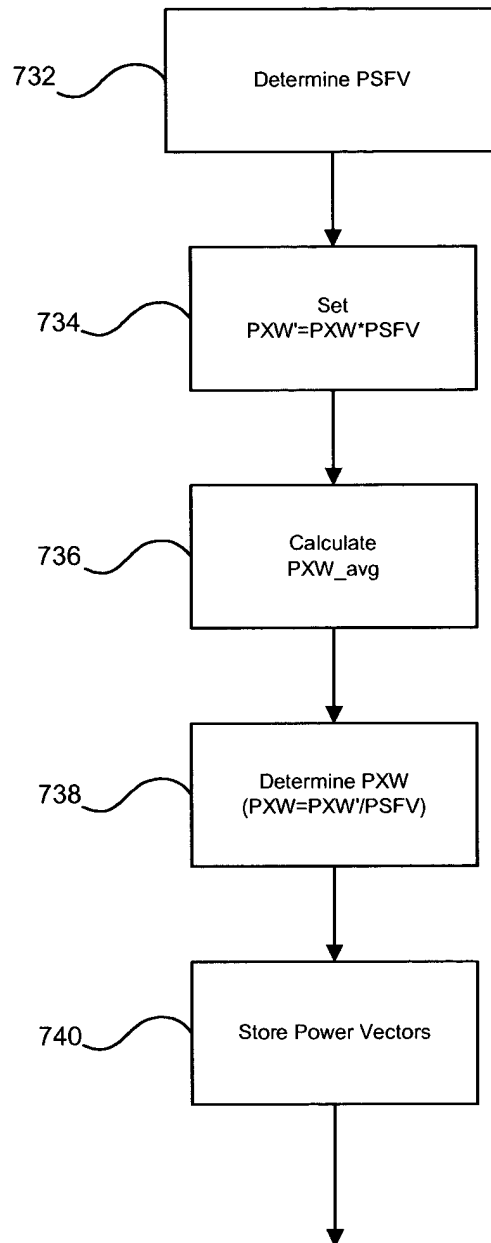 732
Determine PSFV
734
Set
PXW'=PXW*PSFV
736
Calculate
PXW_avg
738
Determine PXW
(PXW=PXW'/PSFV)
740
Store Power Vectors